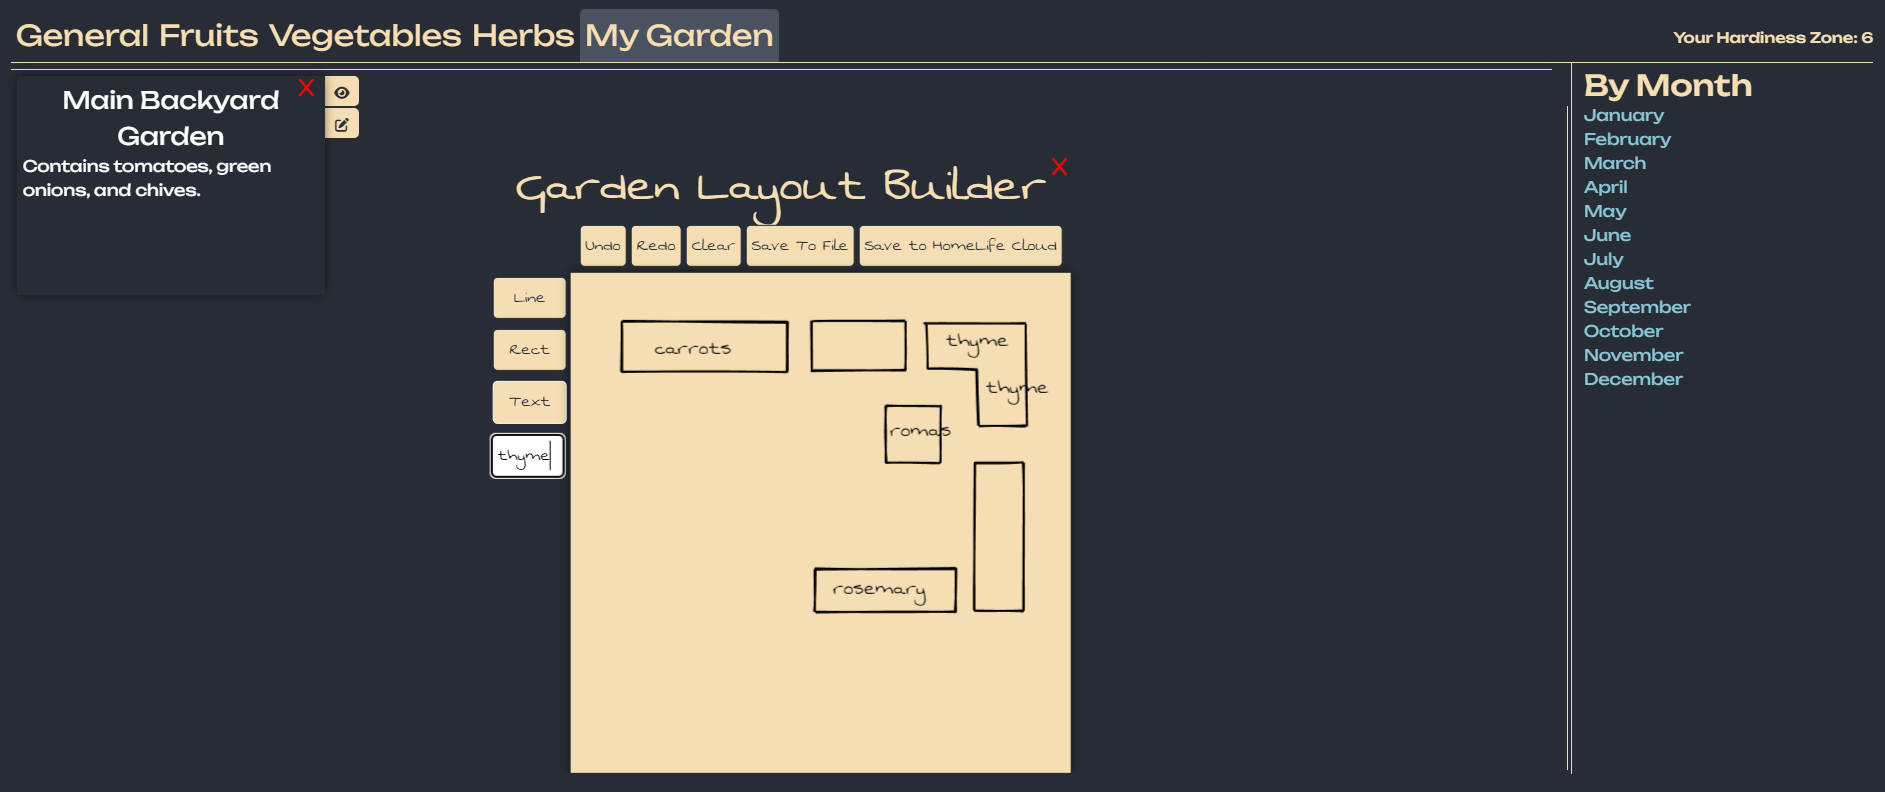 General Fruits Vegetables Herbs My Garden
Your Hardiness Zone: 6
X
Main Backyard
Garden
Contains tomatoes, green
onions, and chives.
Garden Layout Builder
X
Undo Redo Clear Save To File Save to HomeLife Cloud
Line
Rect
Text
thyme
carrots
thyme
thyme
romas
rosemary
By Month
January
February
March
April
May
June
July
August
September
October
November
December